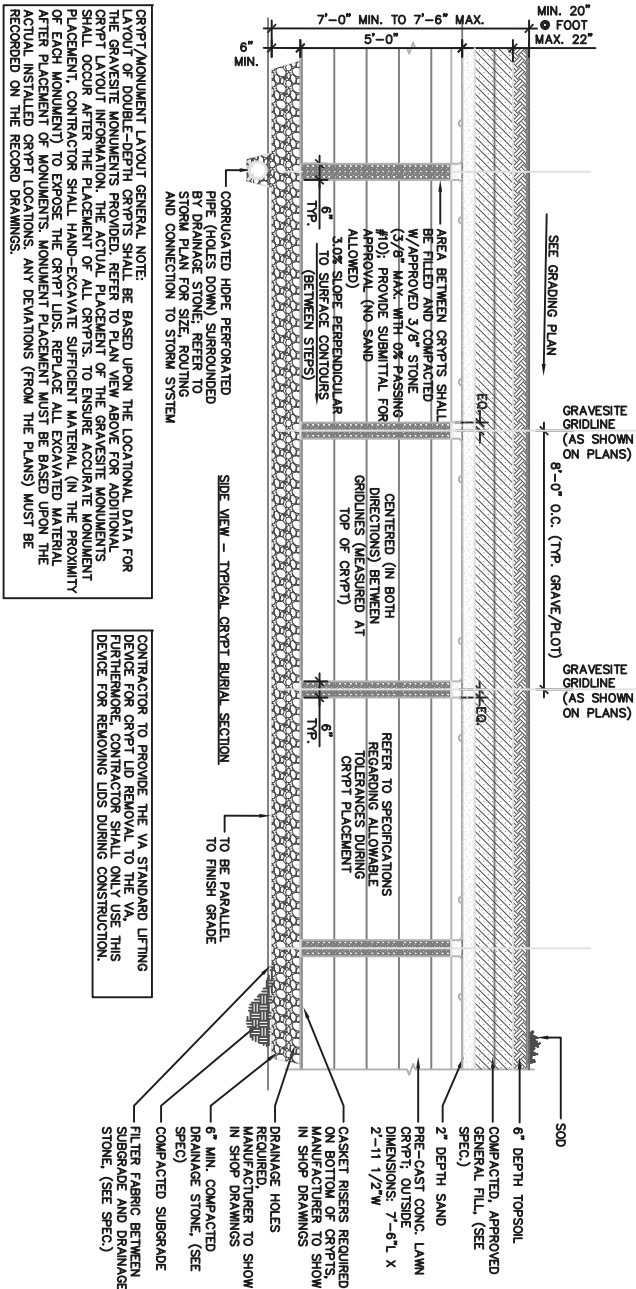 MIN. 20"
@ FOOT
MAX. 22"
7'-0" MIN. TO 7'-6" MAX.
5'-0"
6"
MIN.
SEE GRADING PLAN
GRAVESITE
GRIDLINE
(AS SHOWN
ON PLANS)
8'-0" O.C. (TYP. GRAVE/PLOT)
GRAVESITE
GRIDLINE
(AS SHOWN
ON PLANS)
EQ.
EQ.
SOD
6" DEPTH TOPSOIL
COMPACTED, APPROVED
GENERAL FILL, (SEE
SPEC.)
2" DEPTH SAND
PRE-CAST CONC. LAWN
CRYPT; OUTSIDE
DIMENSIONS: 7'-6"L X
2'-11 1/2"W
CASKET RISERS REQUIRED
ON BOTTOM OF CRYPTS,
MANUFACTURER TO SHOW
IN SHOP DRAWINGS
DRAINAGE HOLES
REQUIRED,
MANUFACTURER TO SHOW
IN SHOP DRAWINGS
6" MIN. COMPACTED
DRAINAGE STONE, (SEE
SPEC)
COMPACTED SUBGRADE
FILTER FABRIC BETWEEN
SUBGRADE AND DRAINAGE
STONE, (SEE SPEC.)
AREA BETWEEN CRYPTS SHALL
BE FILLED AND COMPACTED
W/APPROVED 3/8" STONE
(3/8" MAX. WITH 0% PASSING
#10); PROVIDE SUBMITTAL FOR
APPROVAL (NO SAND
ALLOWED)
3.0% SLOPE PERPENDICULAR
TO SURFACE CONTOURS
(BETWEEN STEPS)
6"
TYP.
CENTERED (IN BOTH
DIRECTIONS) BETWEEN
GRIDLINES (MEASURED AT
TOP OF CRYPT)
6"
TYP.
REFER TO SPECIFICATIONS
REGARDING ALLOWABLE
TOLERANCES DURING
CRYPT PLACEMENT
CORRUGATED HDPE PERFORATED
PIPE (HOLES DOWN) SURROUNDED
BY DRAINAGE STONE; REFER TO
STORM PLAN FOR SIZE, ROUTING
AND CONNECTION TO STORM SYSTEM
TO BE PARALLEL
TO FINISH GRADE
SIDE VIEW - TYPICAL CRYPT BURIAL SECTION
CRYPT/MONUMENT LAYOUT GENERAL NOTE:
LAYOUT OF DOUBLE-DEPTH CRYPTS SHALL BE BASED UPON THE LOCATIONAL DATA FOR
THE GRAVESITE MONUMENTS PROVIDED. REFER TO PLAN VIEW ABOVE FOR ADDITIONAL
CRYPT LAYOUT INFORMATION. THE ACTUAL PLACEMENT OF THE GRAVESITE MONUMENTS
SHALL OCCUR AFTER THE PLACEMENT OF ALL CRYPTS. TO ENSURE ACCURATE MONUMENT
PLACEMENT, CONTRACTOR SHALL HAND-EXCAVATE SUFFICIENT MATERIAL (IN THE PROXIMITY
OF EACH MONUMENT) TO EXPOSE THE CRYPT LIDS. REPLACE ALL EXCAVATED MATERIAL
AFTER PLACEMENT OF MONUMENTS. MONUMENT PLACEMENT MUST BE BASED UPON THE
ACTUAL INSTALLED CRYPT LOCATIONS. ANY DEVIATIONS (FROM THE PLANS) MUST BE
RECORDED ON THE RECORD DRAWINGS.
CONTRACTOR TO PROVIDE THE VA STANDARD LIFTING
DEVICE FOR CRYPT LID REMOVAL TO THE VA.
FURTHERMORE, CONTRACTOR SHALL ONLY USE THIS
DEVICE FOR REMOVING LIDS DURING CONSTRUCTION.